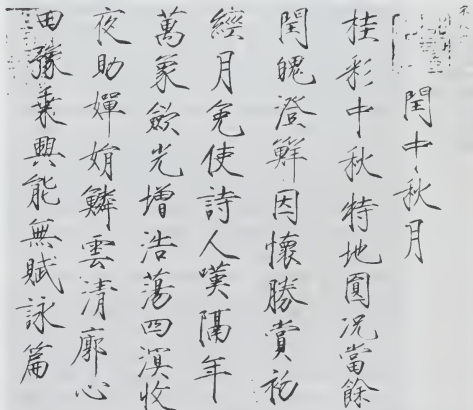 閏中秋月
桂彩中秋特地圓況當餘
閏魄澄鮮因懷勝賞初
經月免使詩人嘆隔年
萬象斂光增浩蕩四溟收
夜助嬋娟鱗雲清廓心
田豫乘興能無賦詠篇